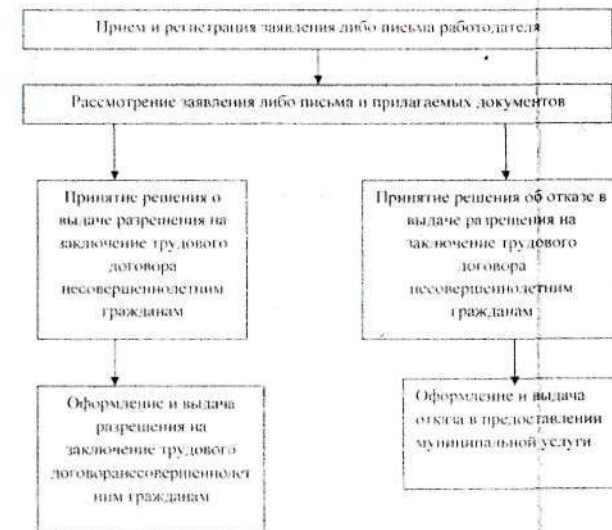 Прием и регистрация заявления либо письма работодателя
Рассмотрение заявления либо письма и прилагаемых документов
Принятие решения о
выдаче разрешения на
заключение трудового
договора
несовершеннолетним
гражданам
Принятие решения об отказе в
выдаче разрешения на
заключение трудового
договора
несовершеннолетним
гражданам
Оформление и выдача
разрешения на
заключение трудового
договоранесовершеннолет
ним гражданам
Оформление и выдача
отказа в предоставлении
муниципальной услуги